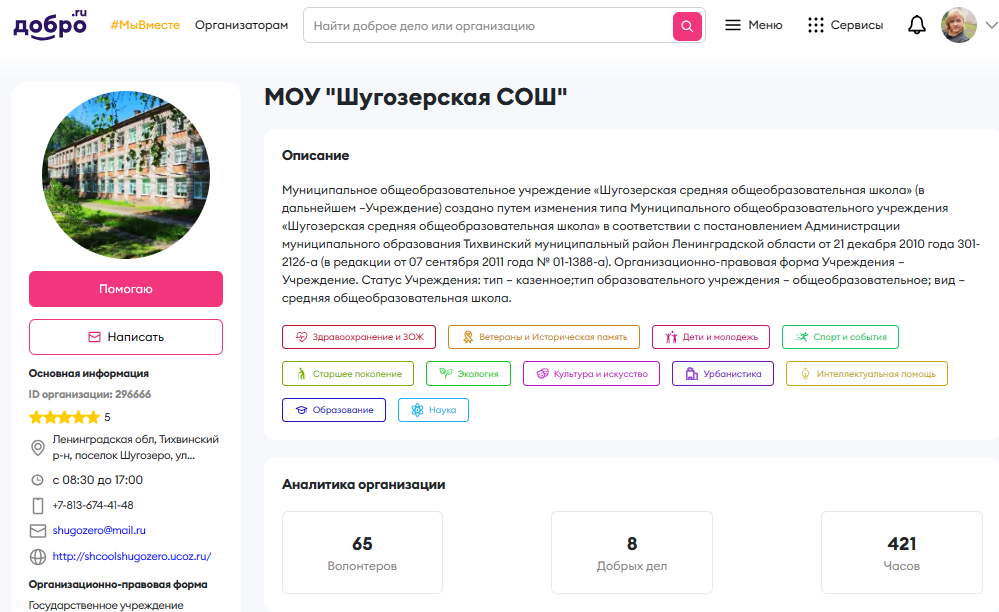 добро.ru
#МыВместе
Организаторам
Найти доброе дело или организацию
Меню
Сервисы
МОУ "Шугозерская СОШ"
Помогаю
Написать
Основная информация
ID организации: 296666
5
Ленинградская обл, Тихвинский
р-н, поселок Шугозеро, ул...
с 08:30 до 17:00
+7-813-674-41-48
shugozero@mail.ru
http://shcoolshugozero.ucoz.ru/
Организационно-правовая форма
Государственное учреждение
Описание
Муниципальное общеобразовательное учреждение «Шугозерская средняя общеобразовательная школа» (в
дальнейшем –Учреждение) создано путем изменения типа Муниципального общеобразовательного учреждения
«Шугозерская средняя общеобразовательная школа» в соответствии с постановлением Администрации
муниципального образования Тихвинский муниципальный район Ленинградской области от 21 декабря 2010 года 301-
2126-а (в редакции от 07 сентября 2011 года № 01-1388-а). Организационно-правовая форма Учреждения –
Учреждение. Статус Учреждения: тип – казенное;тип образовательного учреждения – общеобразовательное; вид –
средняя общеобразовательная школа.
Здравоохранение и ЗОЖ
Ветераны и Историческая память
Дети и молодежь
Спорт и события
Старшее поколение
Экология
Культура и искусство
Урбанистика
Интеллектуальная помощь
Образование
Наука
Аналитика организации
65
Волонтеров
8
Добрых дел
421
Часов